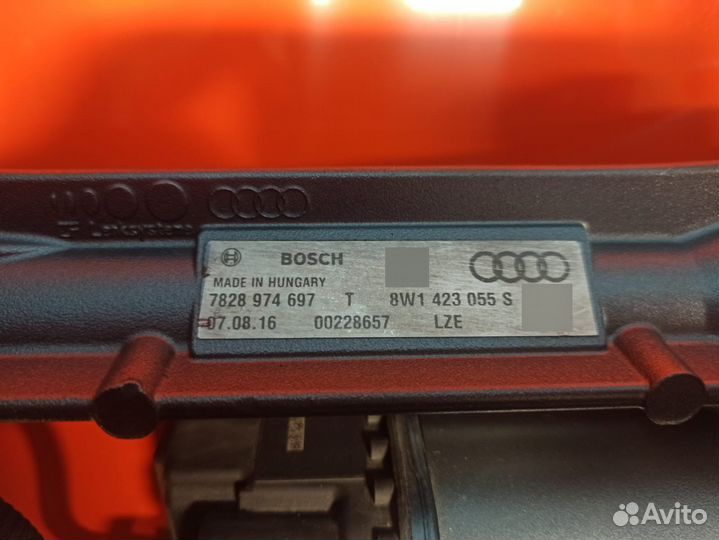 ZF Lenksysteme
BOSCH
MADE IN HUNGARY
7828 974 697 T 8W1 423 055 S
07.08.16 00228657 LZE
Avito